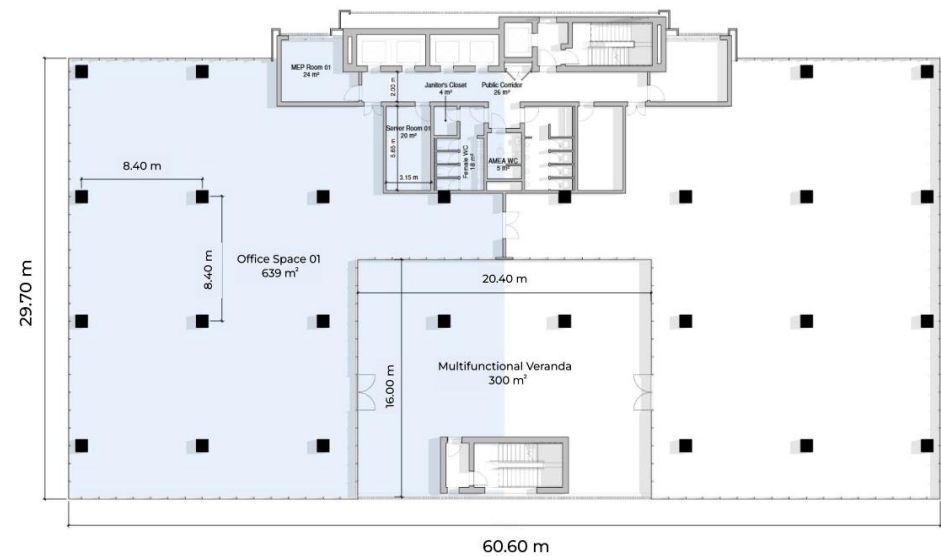 MEP Room 01
24 m²
2.00 m
Janitor's Closet
4 m²
Public Corridor
26 m²
Server Room 01
20 m²
5.65 m
3.15 m
Female WC
18 m²
AMEA WC
5 m²
8.40 m
8.40 m
Office Space 01
639 m²
29.70 m
20.40 m
16.00 m
Multifunctional Veranda
300 m²
60.60 m